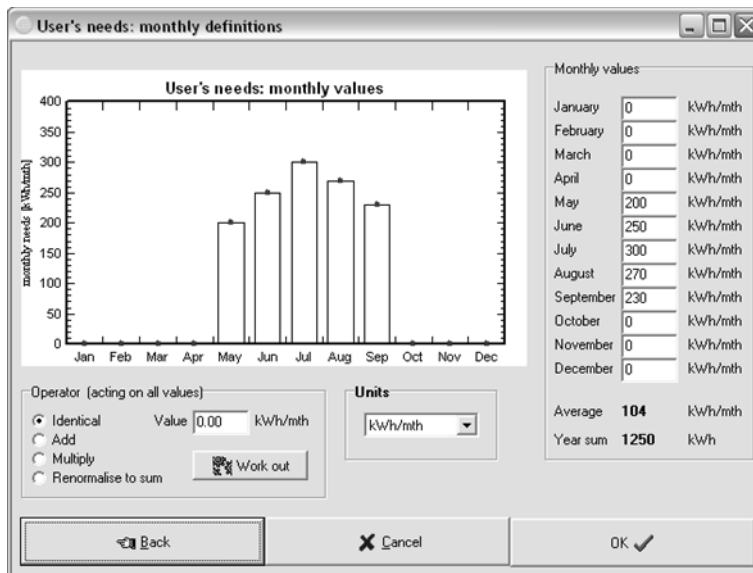 User's needs: monthly definitions
User's needs: monthly values
monthly needs [kWh/mth]
400
350
300
250
200
150
100
50
0
Jan Feb Mar Apr May Jun Jul Aug Sep Oct Nov Dec
Operator (acting on all values)
Identical Value 0.00 kWh/mth
Add
Multiply
Renormalise to sum
Work out
Units
kWh/mth
Monthly values
January 0 kWh/mth
February 0 kWh/mth
March 0 kWh/mth
April 0 kWh/mth
May 200 kWh/mth
June 250 kWh/mth
July 300 kWh/mth
August 270 kWh/mth
September 230 kWh/mth
October 0 kWh/mth
November 0 kWh/mth
December 0 kWh/mth
Average 104 kWh/mth
Year sum 1250 kWh
Back
Cancel
OK